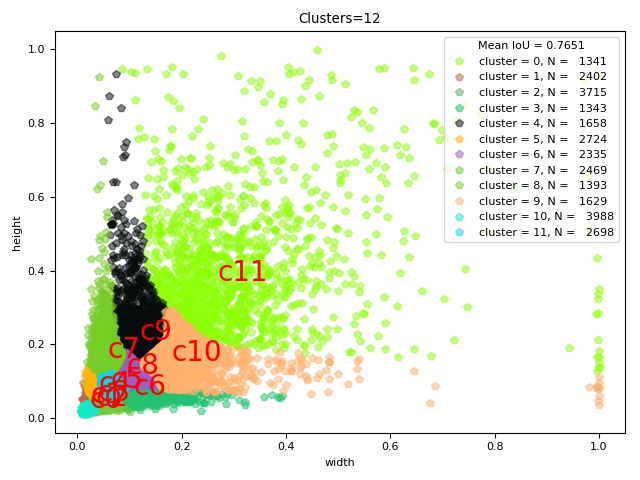 Clusters=12
Mean IoU = 0.7651
cluster = 0, N = 1341
cluster = 1, N = 2402
cluster = 2, N = 3715
cluster = 3, N = 1343
cluster = 4, N = 1658
cluster = 5, N = 2724
cluster = 6, N = 2335
cluster = 7, N = 2469
cluster = 8, N = 1393
cluster = 9, N = 1629
cluster = 10, N = 3988
cluster = 11, N = 2698
1.0
0.8
0.6
0.4
0.2
0.0
height
c11
c9
c7
c10
c8
c6
0.0 0.2 0.4 0.6 0.8 1.0
width